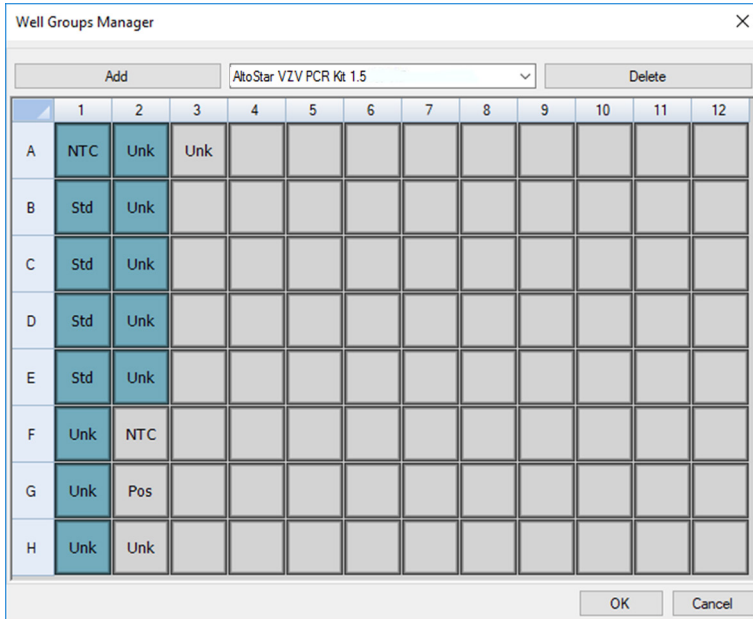 Well Groups Manager
Add AltoStar VZV PCR Kit 1.5 Delete
1 2 3 4 5 6 7 8 9 10 11 12
A NTC Unk Unk
B Std Unk
C Std Unk
D Std Unk
E Std Unk
F Unk NTC
G Unk Pos
H Unk Unk
OK Cancel